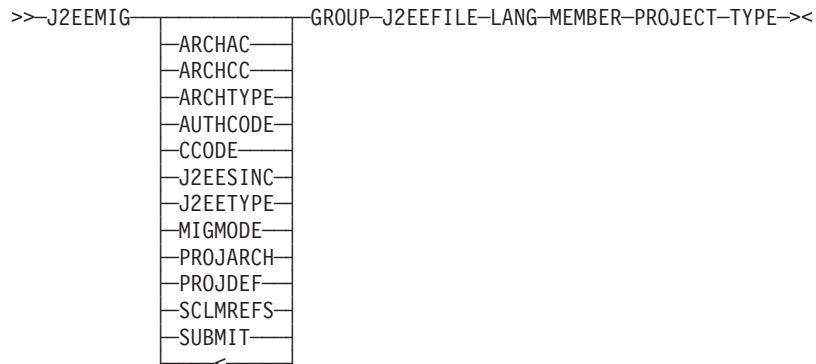 >>─J2EEMIG─┬──────────┬─GROUP─J2EEFILE─LANG─MEMBER─PROJECT─TYPE─><
├─ARCHAC───┤
├─ARCHCC───┤
├─ARCHTYPE─┤
├─AUTHCODE─┤
├─CCODE────┤
├─J2EESINC─┤
├─J2EETYPE─┤
├─MIGMODE──┤
├─PROJARCH─┤
├─PROJDEF──┤
├─SCLMREFS─┤
├─SUBMIT───┤
└────<─────┘